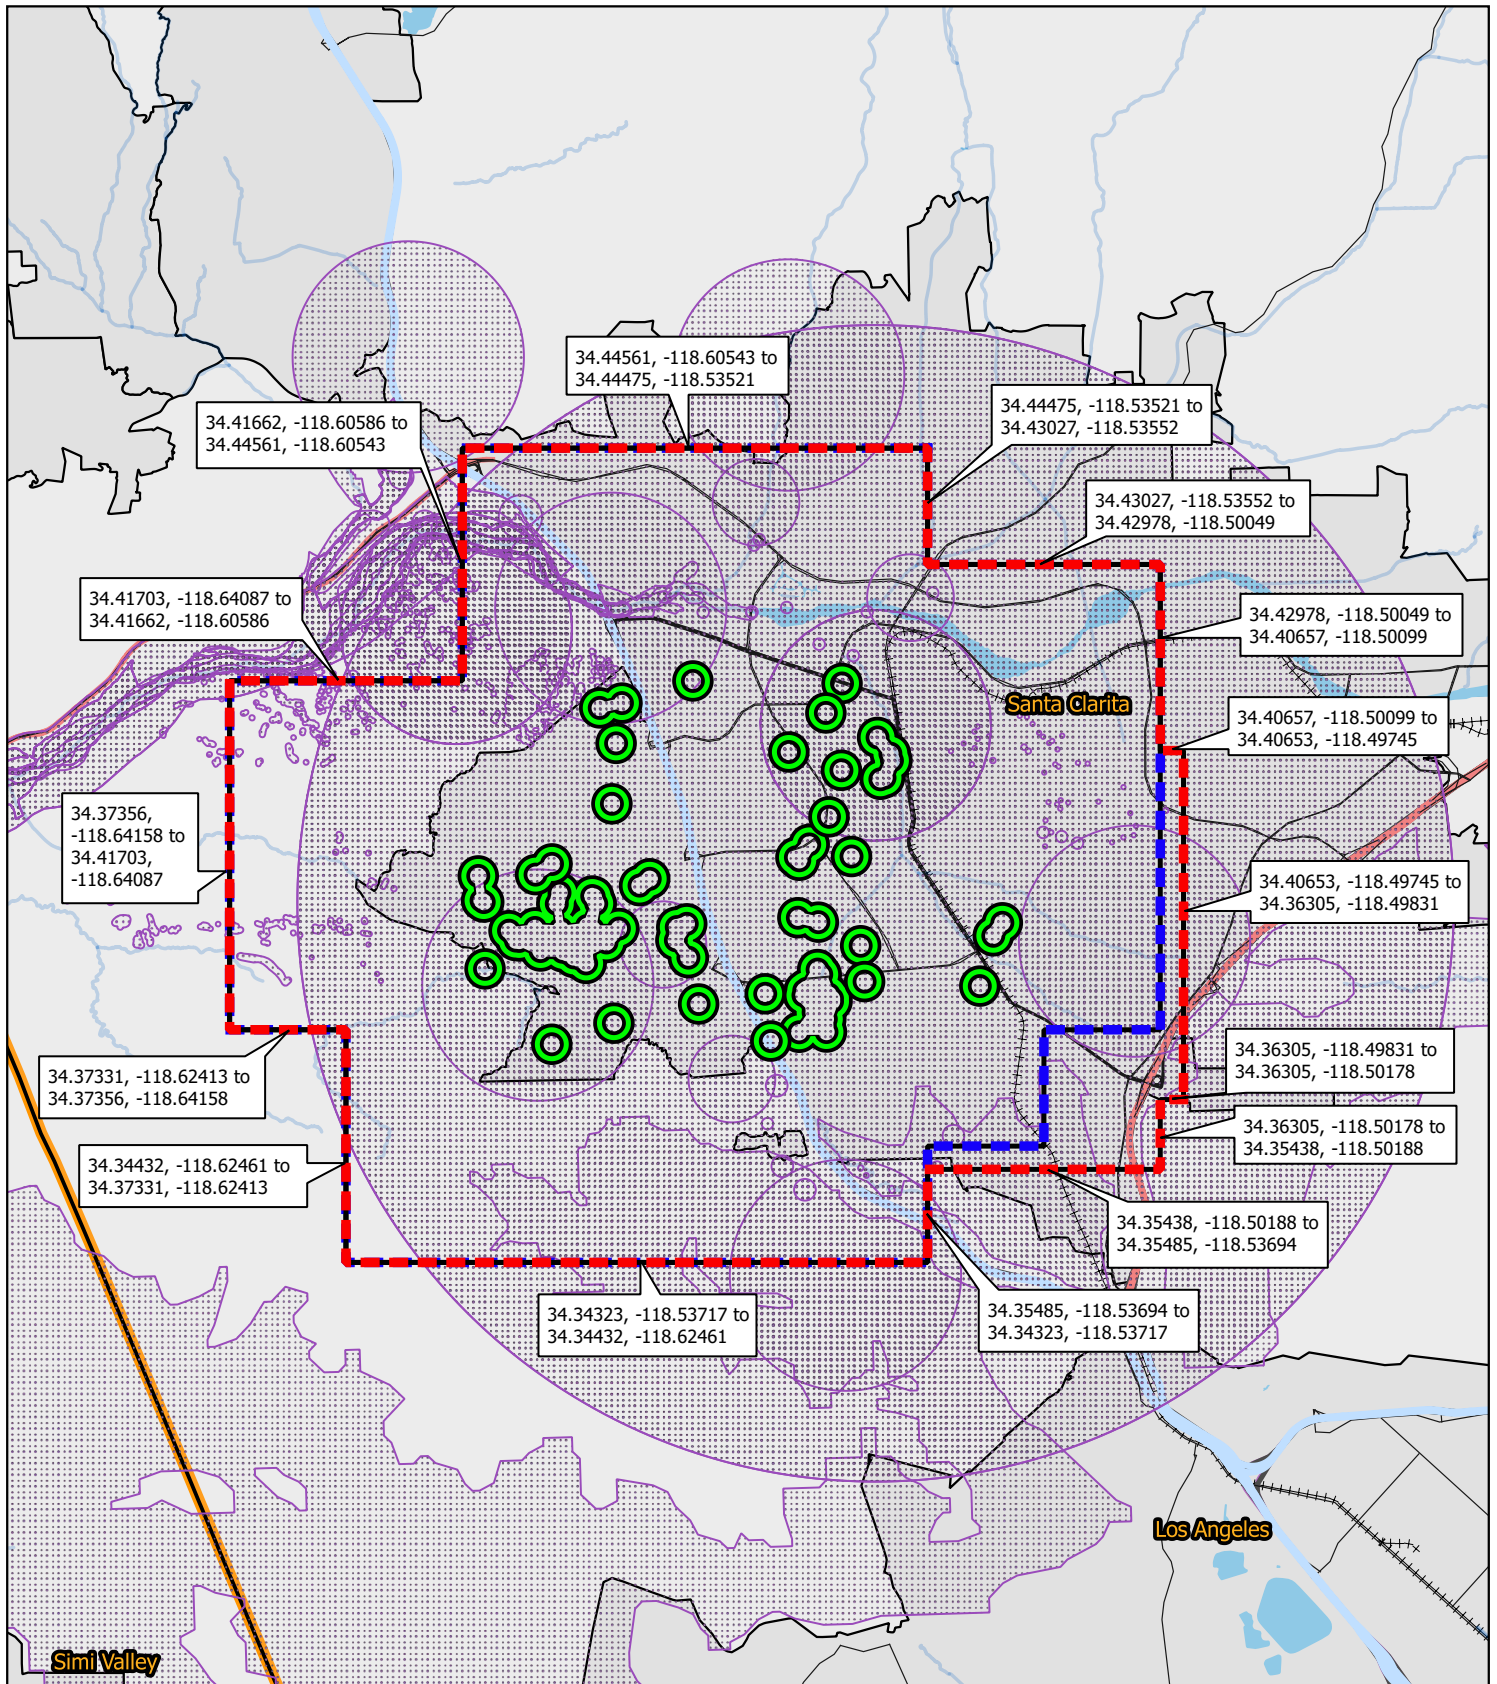 34.44561, -118.60543 to
34.44475, -118.53521
34.44475, -118.53521 to
34.43027, -118.53552
34.41662, -118.60586 to
34.44561, -118.60543
34.43027, -118.53552 to
34.42978, -118.50049
34.41703, -118.64087 to
34.41662, -118.60586
34.42978, -118.50049 to
34.40657, -118.50099
Santa Clarita
34.40657, -118.50099 to
34.40653, -118.49745
34.37356,
-118.64158 to
34.41703,
-118.64087
34.40653, -118.49745 to
34.36305, -118.49831
34.36305, -118.49831 to
34.36305, -118.50178
34.37331, -118.62413 to
34.37356, -118.64158
34.36305, -118.50178 to
34.35438, -118.50188
34.34432, -118.62461 to
34.37331, -118.62413
34.35438, -118.50188 to
34.35485, -118.53694
34.34323, -118.53717 to
34.34432, -118.62461
34.35485, -118.53694 to
34.34323, -118.53717
Los Angeles
Simi Valley